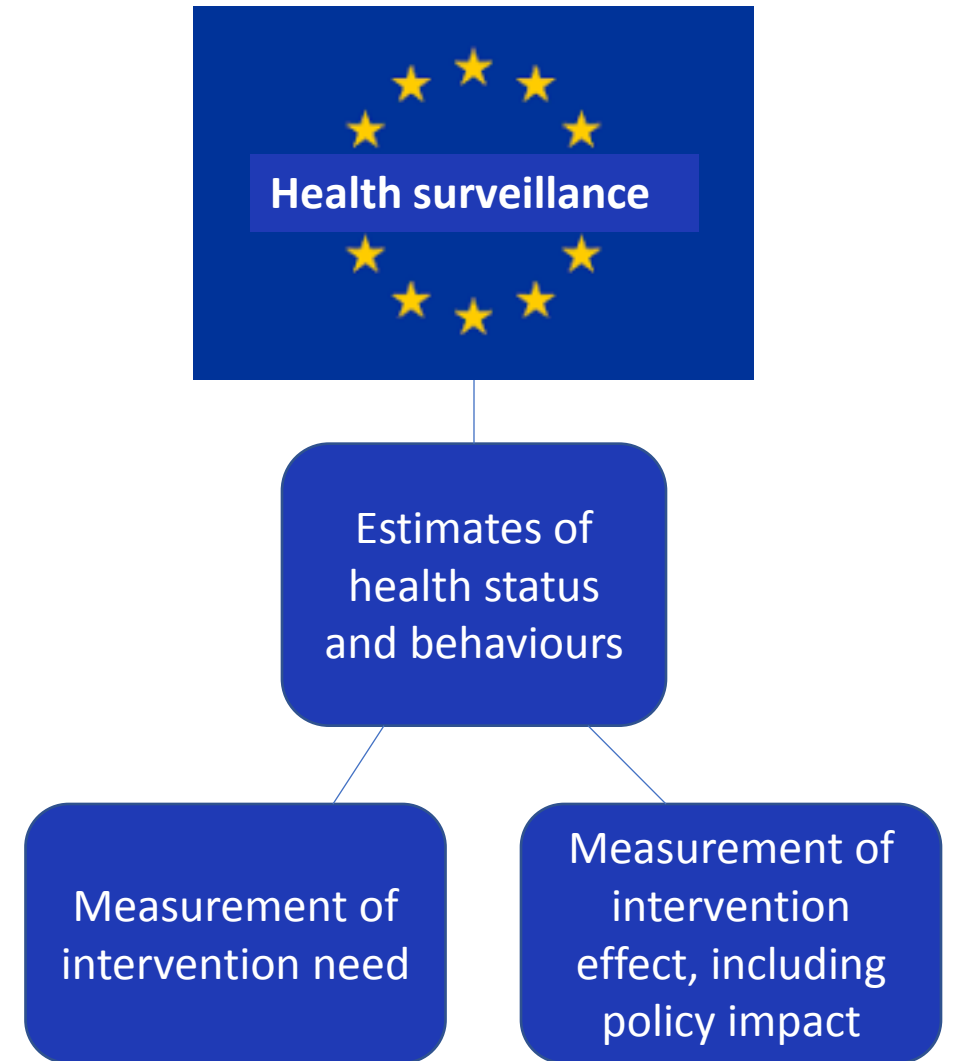 Health surveillance
Estimates of
health status
and behaviours
Measurement of
intervention need
Measurement of
intervention
effect, including
policy impact